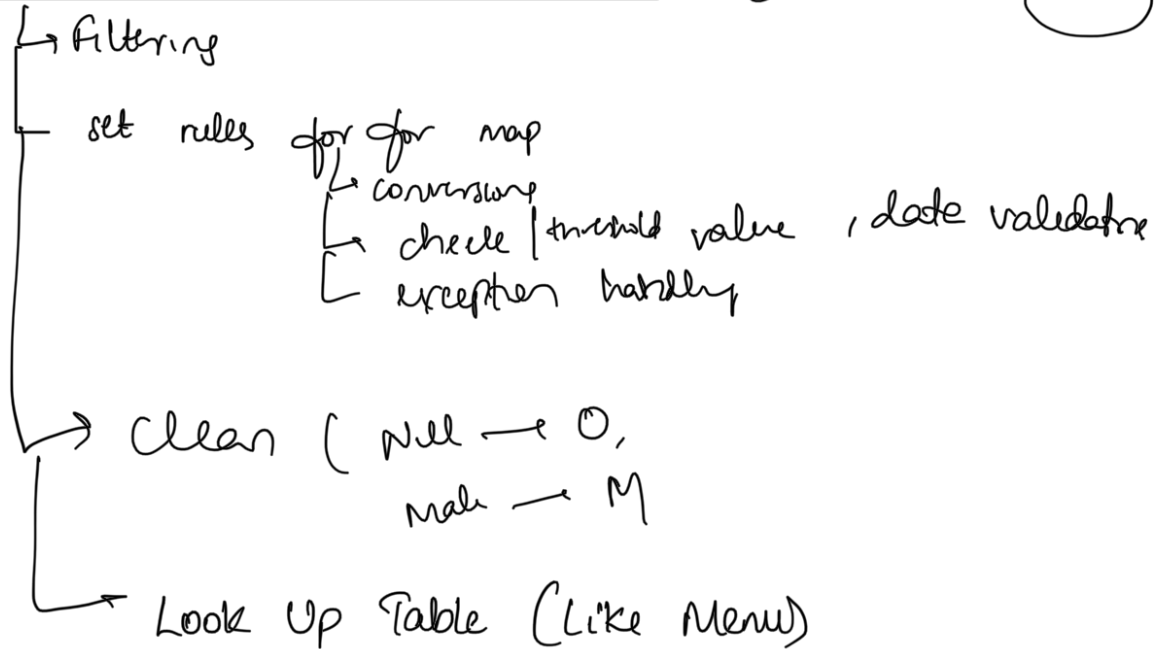 Filtering
set rules for for map
conversions
check / threshold value , date validation
exception handling
Clean ( Null → 0,
Male → M
Look Up Table (Like Menu)